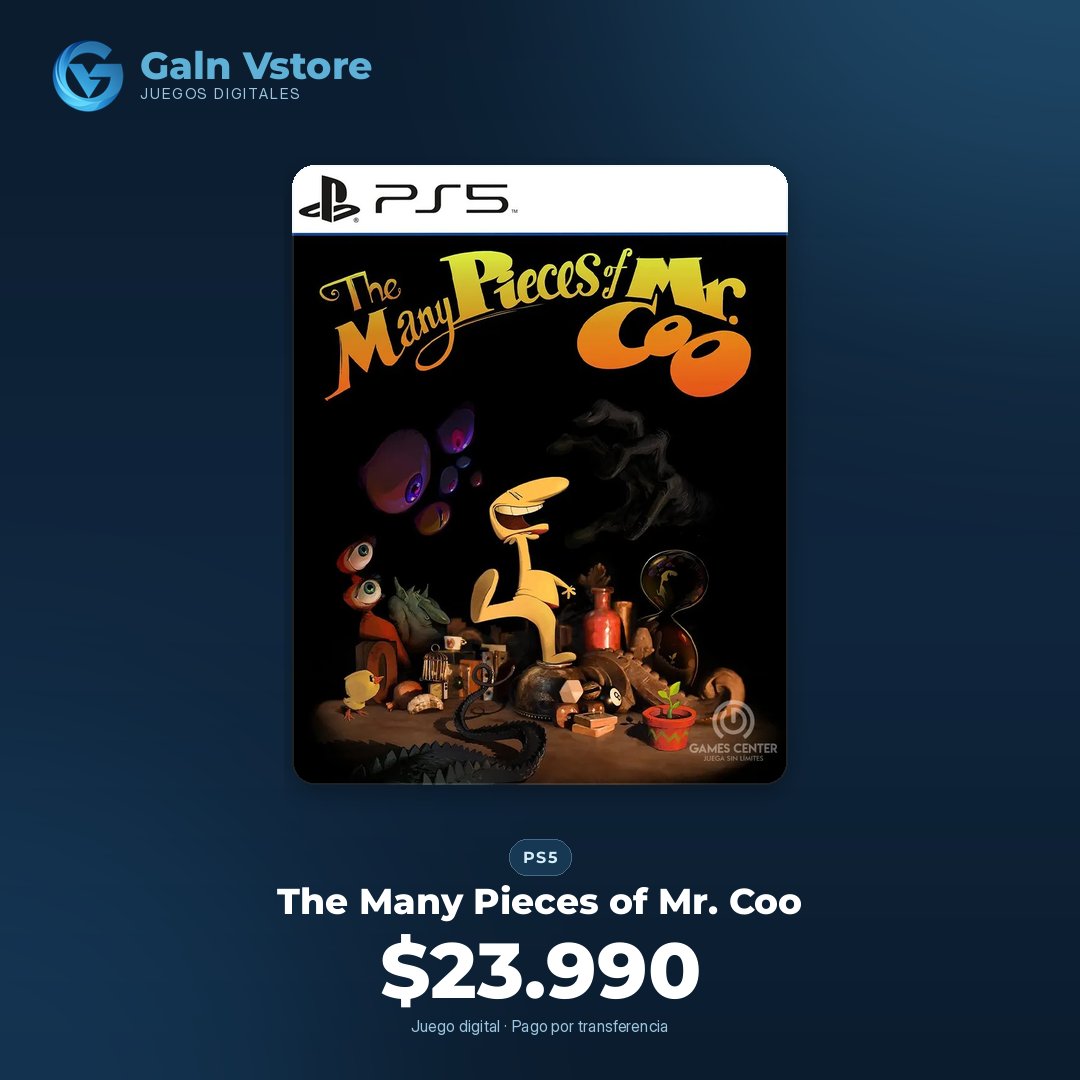 GaIn Vstore
JUEGOS DIGITALES
PS5
The Many Pieces of Mr. Coo
GAMES CENTER
JUEGA SIN LIMITES
PS5
The Many Pieces of Mr. Coo
$23.990
Juego digital · Pago por transferencia